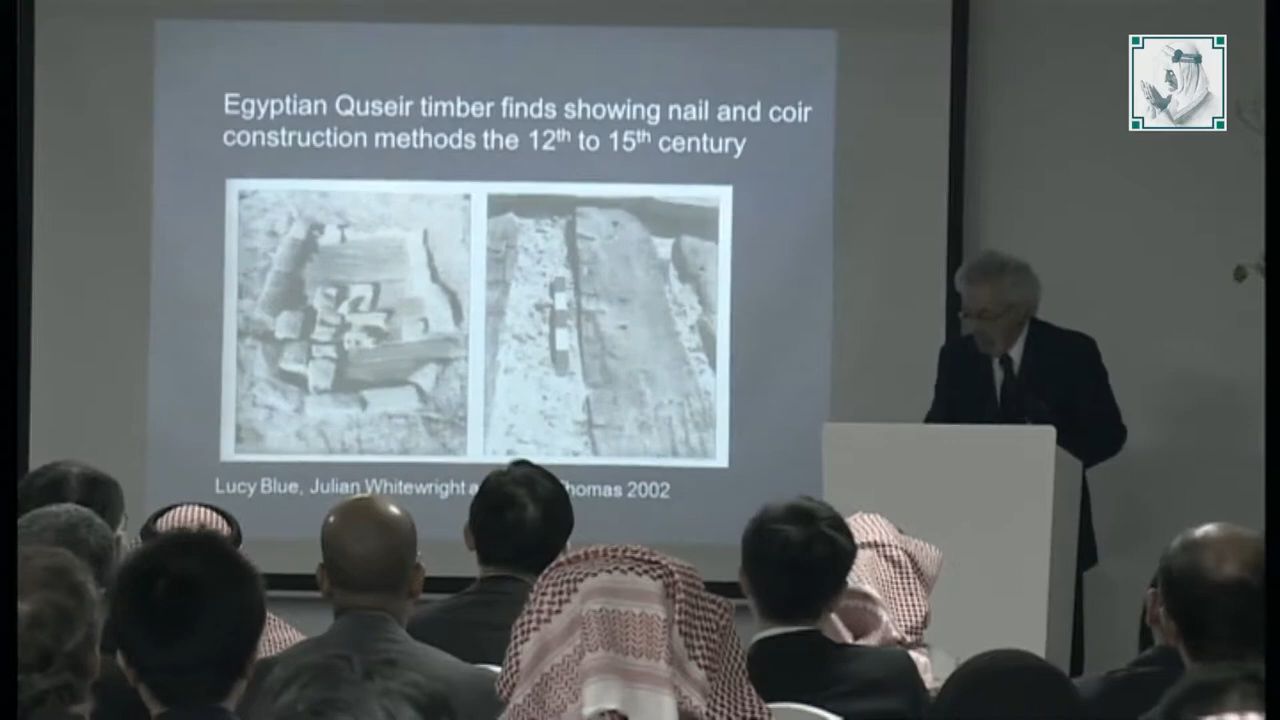 Egyptian Quseir timber finds showing nail and coir
construction methods the 12th to 15th century
Lucy Blue, Julian Whitewright a Thomas 2002